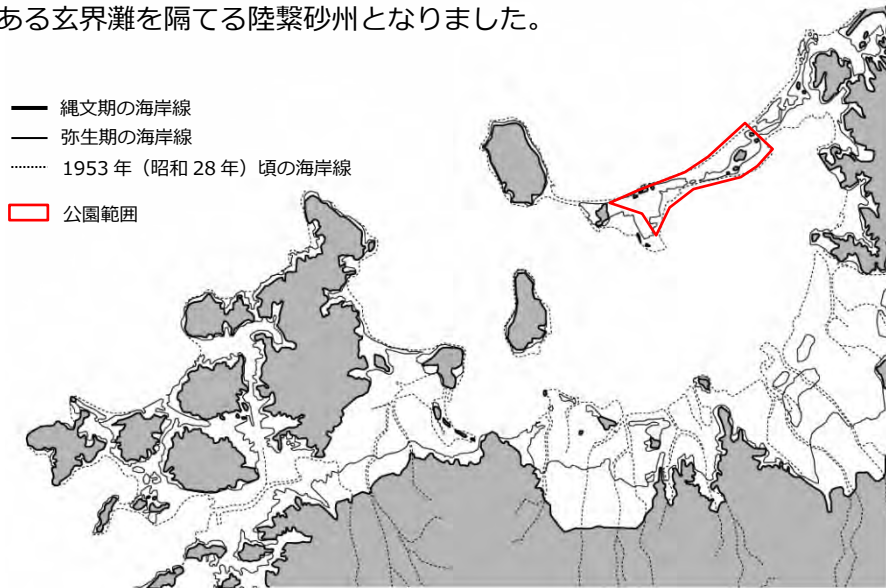 ある玄界灘を隔てる陸繋砂州となりました。
縄文期の海岸線
弥生期の海岸線
1953 年（昭和 28 年）頃の海岸線
公園範囲